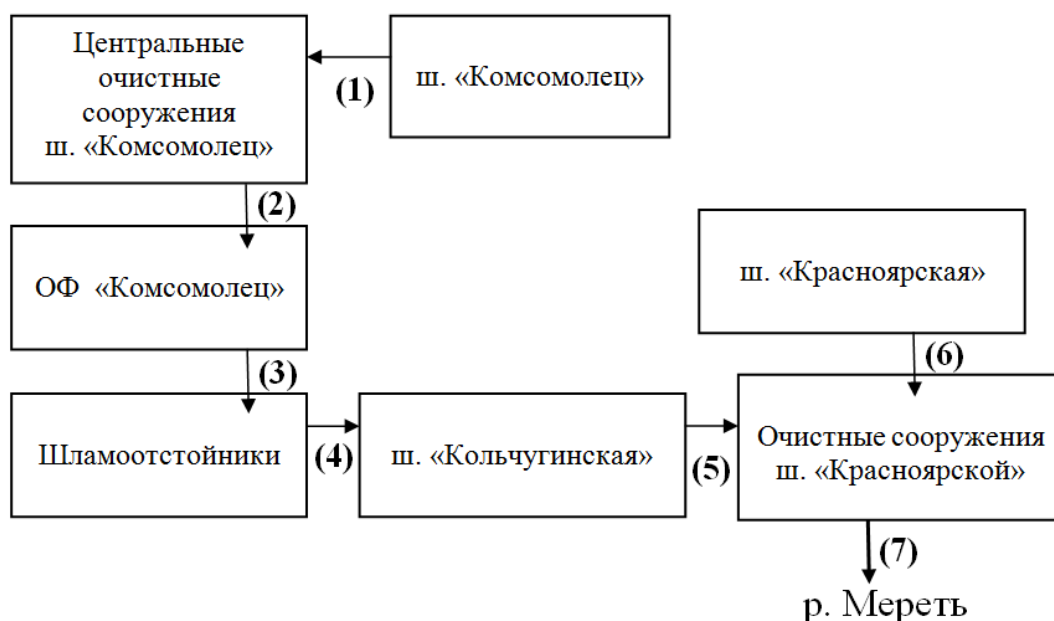 Центральные
очистные
сооружения
ш. «Комсомолец»
(1)
ш. «Комсомолец»
(2)
ОФ «Комсомолец»
ш. «Красноярская»
(3)
(6)
Шламоотстойники
(4)
ш. «Кольчугинская»
(5)
Очистные сооружения
ш. «Красноярской»
(7)
р. Мереть